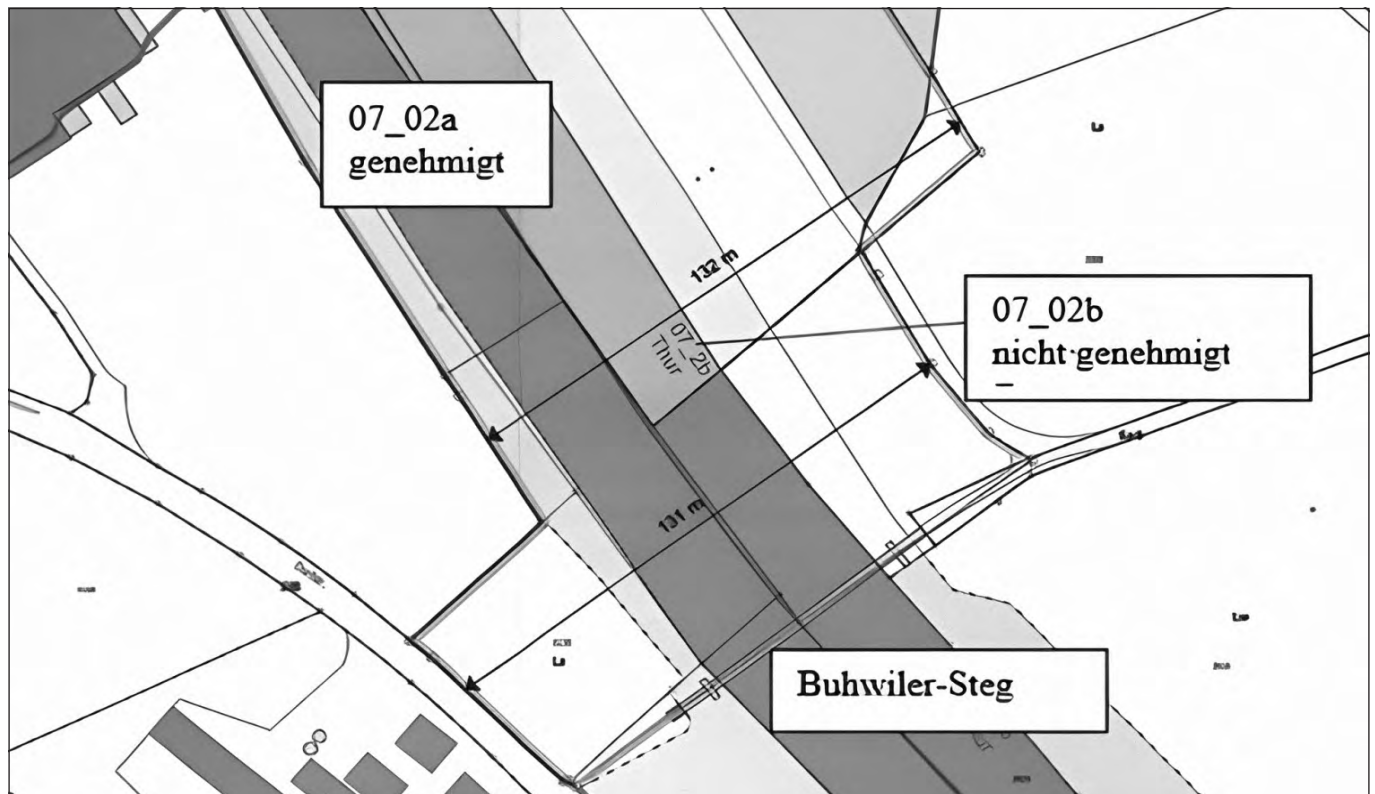 07_02a
genehmigt
132 m
07_02b
nicht genehmigt
07_2b
Thur
131 m
Buhwiler-Steg